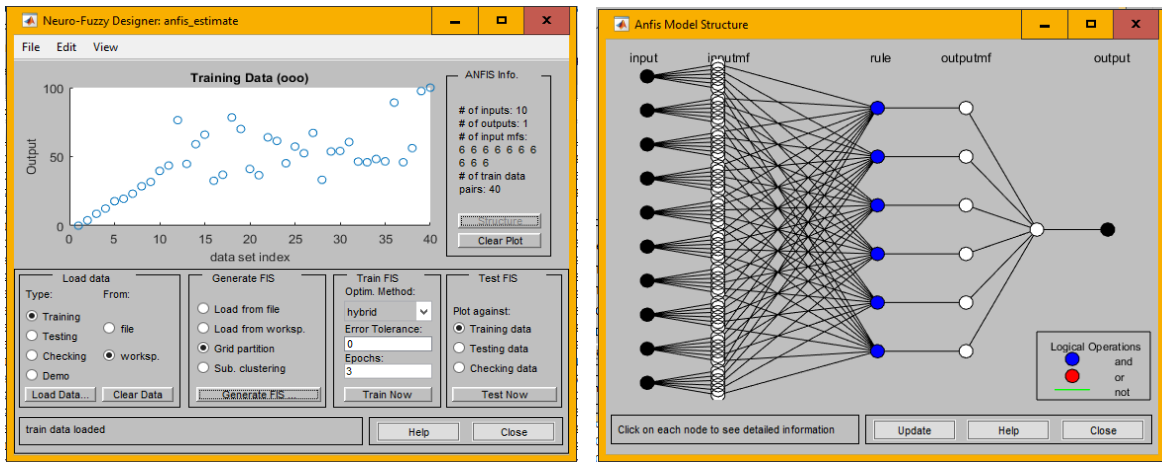 Neuro-Fuzzy Designer: anfis_estimate
File Edit View
Training Data (ooo)
100
50
0
Output
0 5 10 15 20 25 30 35 40
data set index
ANFIS Info.
# of inputs: 10
# of outputs: 1
# of input mfs:
6 6 6 6 6 6 6
6 6 6
# of train data
pairs: 40
Structure
Clear Plot
Load data
Type: From:
Training
Testing
Checking
Demo
file
worksp.
Load Data... Clear Data
Generate FIS
Load from file
Load from worksp.
Grid partition
Sub. clustering
Generate FIS ...
Train FIS
Optim. Method:
hybrid
Error Tolerance:
0
Epochs:
3
Train Now
Test FIS
Plot against:
Training data
Testing data
Checking data
Test Now
train data loaded
Help Close
Anfis Model Structure
input inputmf rule outputmf output
Logical Operations
and
or
not
Click on each node to see detailed information
Update Help Close